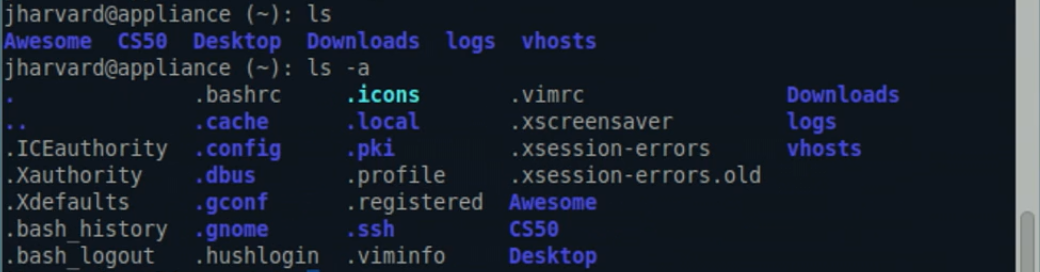 jharvard@appliance (~): ls
Awesome  CS50  Desktop  Downloads  logs  vhosts
jharvard@appliance (~): ls -a
.              .bashrc     .icons       .vimrc               Downloads
..             .cache      .local       .xscreensaver        logs
.ICEauthority  .config     .pki         .xsession-errors     vhosts
.Xauthority    .dbus       .profile     .xsession-errors.old
.Xdefaults     .gconf      .registered  Awesome
.bash_history  .gnome      .ssh         CS50
.bash_logout   .hushlogin  .viminfo     Desktop